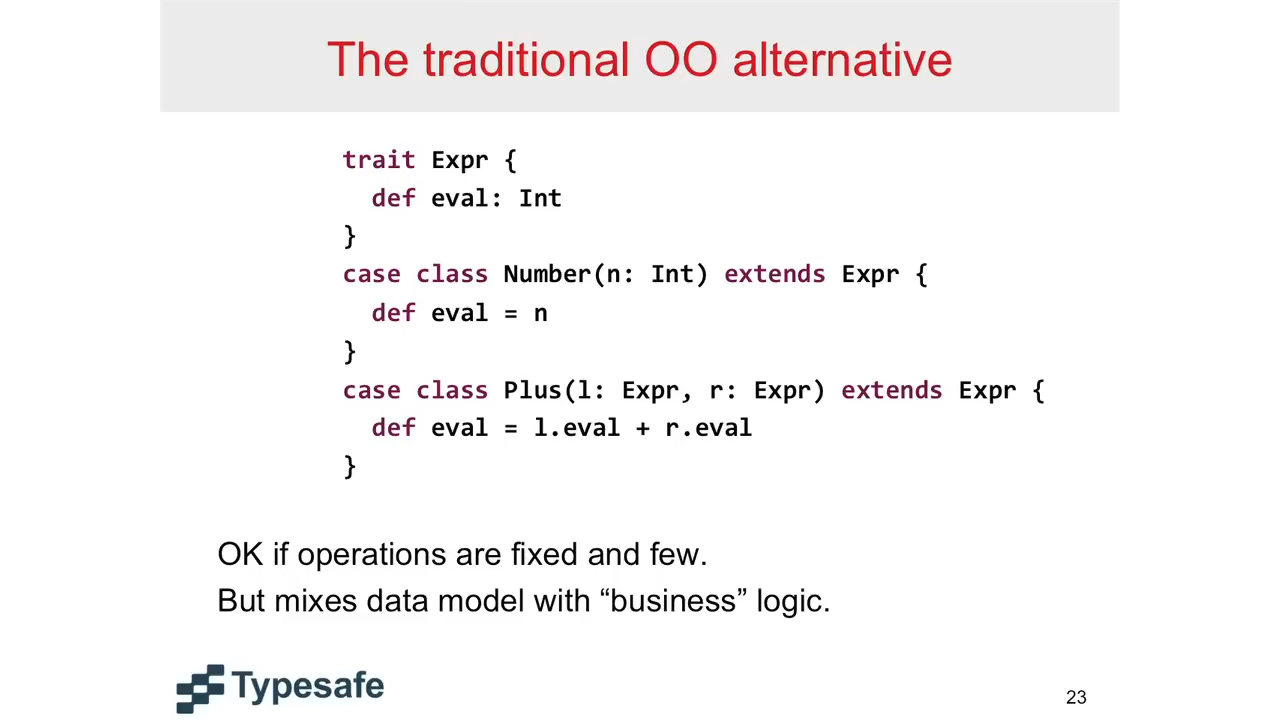 The traditional OO alternative
trait Expr {
  def eval: Int
}
case class Number(n: Int) extends Expr {
  def eval = n
}
case class Plus(l: Expr, r: Expr) extends Expr {
  def eval = l.eval + r.eval
}
OK if operations are fixed and few.
But mixes data model with “business” logic.
Typesafe
23